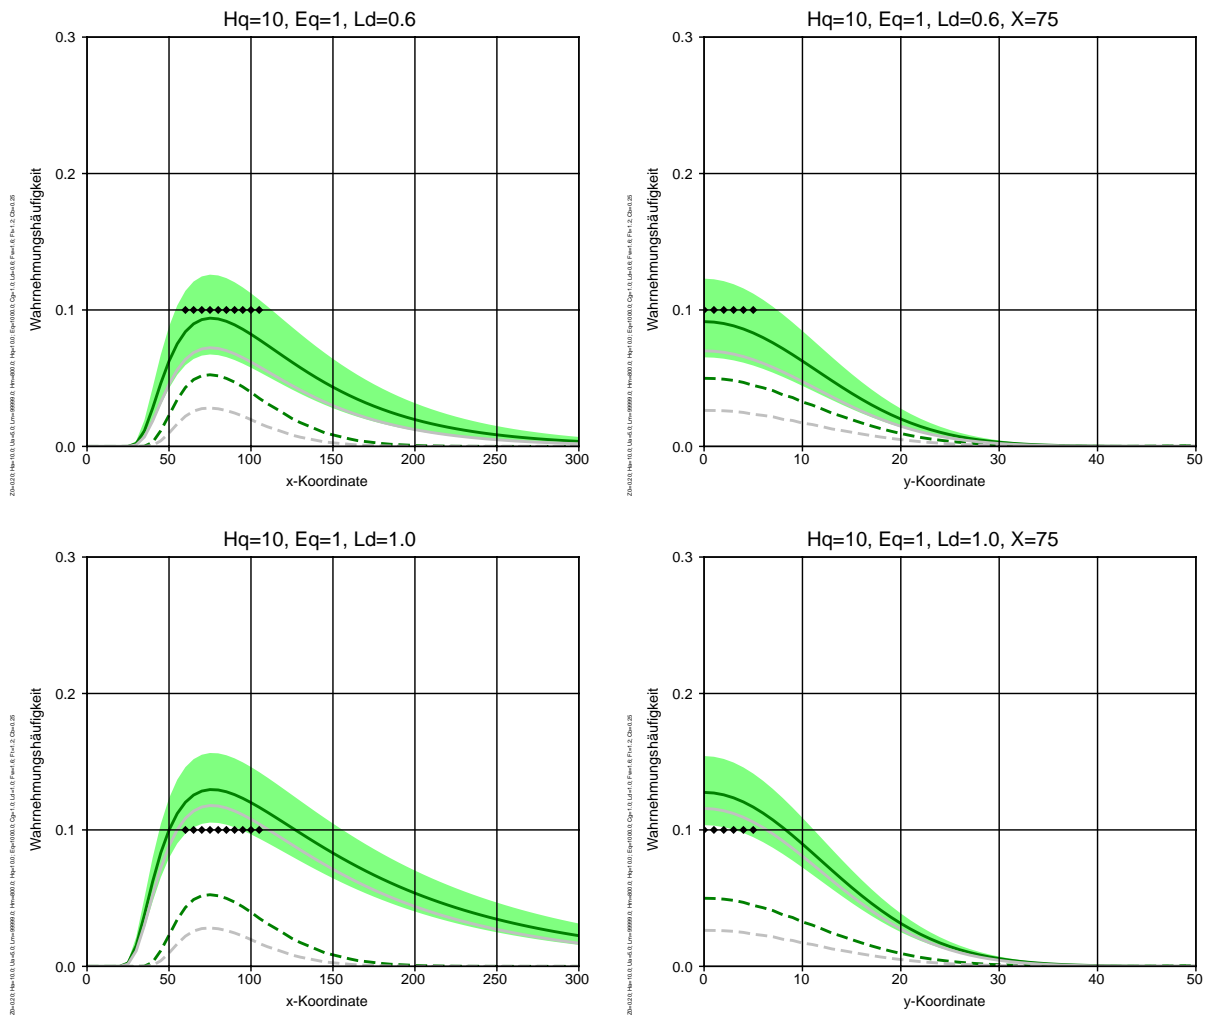 Hq=10, Eq=1, Ld=0.6
0.3
0.2
0.1
0.0
Wahrnehmungshäufigkeit
0 50 100 150 200 250 300
x-Koordinate
Hq=10, Eq=1, Ld=0.6, X=75
0.3
0.2
0.1
0.0
Wahrnehmungshäufigkeit
0 10 20 30 40 50
y-Koordinate
Hq=10, Eq=1, Ld=1.0
0.3
0.2
0.1
0.0
Wahrnehmungshäufigkeit
0 50 100 150 200 250 300
x-Koordinate
Hq=10, Eq=1, Ld=1.0, X=75
0.3
0.2
0.1
0.0
Wahrnehmungshäufigkeit
0 10 20 30 40 50
y-Koordinate